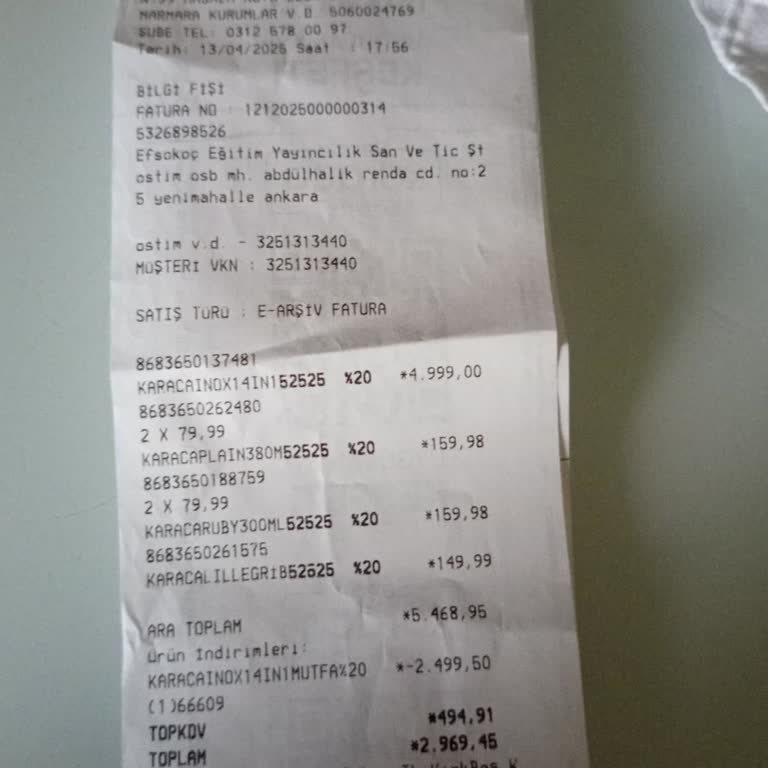 MARMARA KURUMLAR V.D. 5060024769
ŞUBE TEL: 0312 578 00 97
Tarih: 13/04/2025 Saat : 17:56
BİLGİ FİŞİ
FATURA NO : 1212025000000314
5326898526
Efsokoç Eğitim Yayıncılık San Ve Tic Şt
ostim osb mh. abdülhalik renda cd. no:2
5 yenimahalle ankara
ostim v.d. - 3251313440
MÜŞTERİ VKN : 3251313440
SATIŞ TÜRÜ : E-ARŞİV FATURA
8683650137481
KARACAINOX14IN152525 %20 *4.999,00
8683650262480
2 X 79,99
KARACAPLAIN380M52525 %20 *159,98
8683650188759
2 X 79,99
KARACARUBY300ML52525 %20 *159,98
8683650261575
KARACALILLEGRİB52525 %20 *149,99
ARA TOPLAM *5.468,95
Ürün İndirimleri:
KARACAINOX14IN1MUTFA%20 *-2.499,50
(1)66609
TOPKDV *494,91
TOPLAM *2.969,45